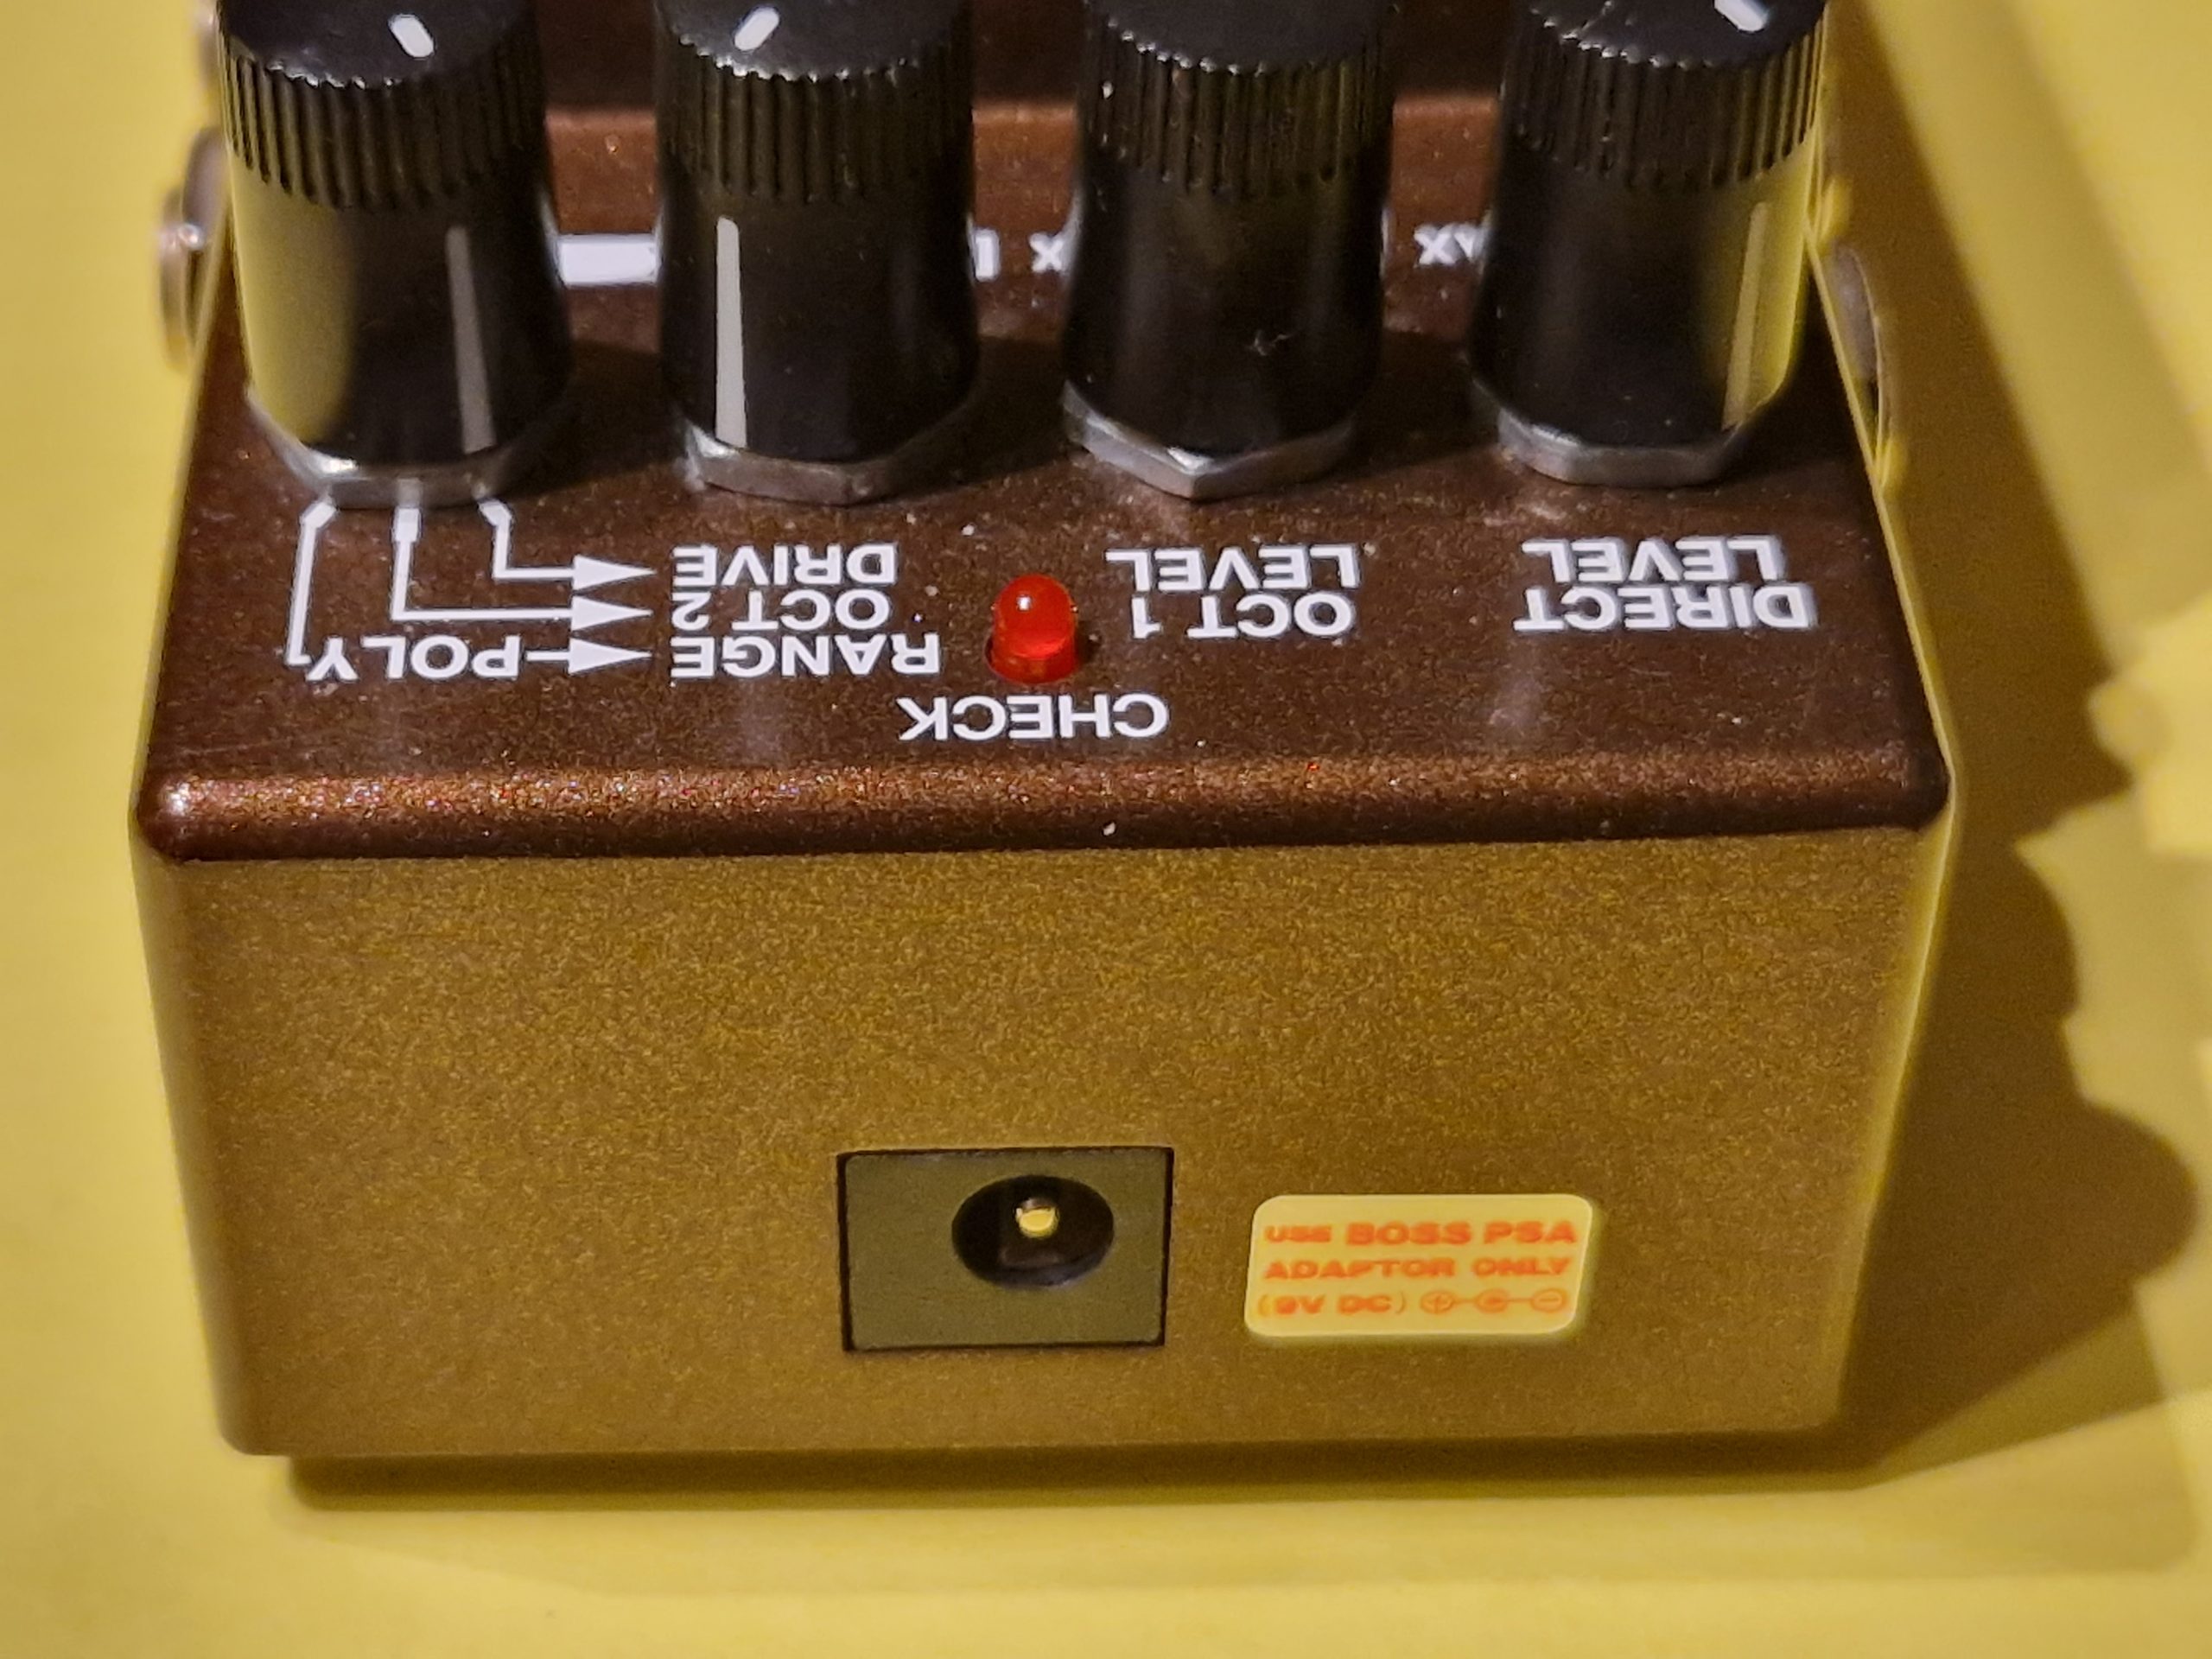 DIRECT
LEVEL
OCT 1
LEVEL
CHECK
RANGE
OCT 2
DRIVE
POLY
USE BOSS PSA
ADAPTOR ONLY
(9V DC)